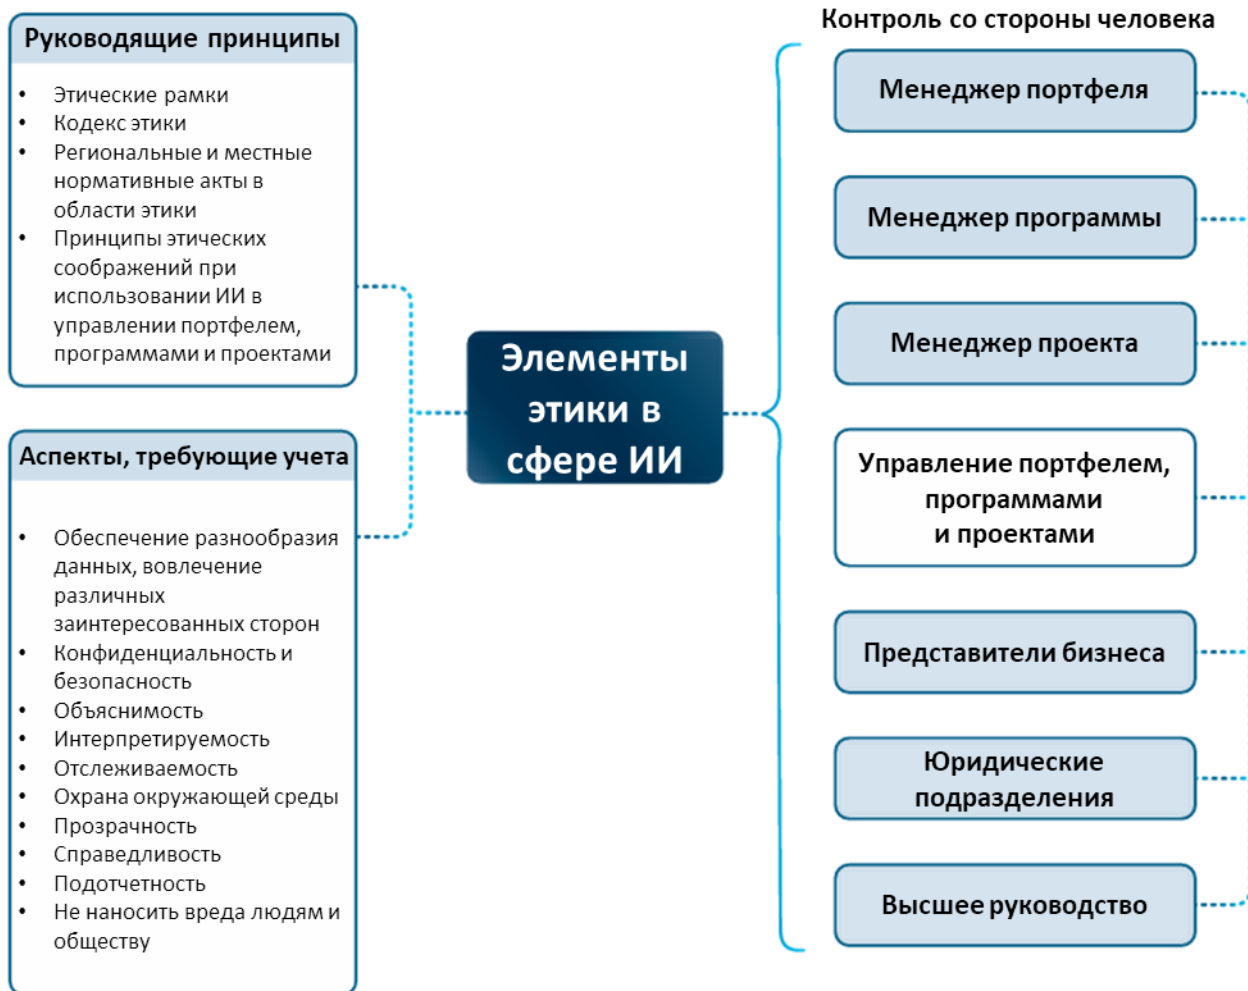 Руководящие принципы
• Этические рамки
• Кодекс этики
• Региональные и местные
нормативные акты в
области этики
• Принципы этических
соображений при
использовании ИИ в
управлении портфелем,
программами и проектами
Аспекты, требующие учета
• Обеспечение разнообразия
данных, вовлечение
различных
заинтересованных сторон
• Конфиденциальность и
безопасность
• Объяснимость
• Интерпретируемость
• Отслеживаемость
• Охрана окружающей среды
• Прозрачность
• Справедливость
• Подотчетность
• Не наносить вреда людям и
обществу
Элементы
этики в
сфере ИИ
Контроль со стороны человека
Менеджер портфеля
Менеджер программы
Менеджер проекта
Управление портфелем,
программами
и проектами
Представители бизнеса
Юридические
подразделения
Высшее руководство